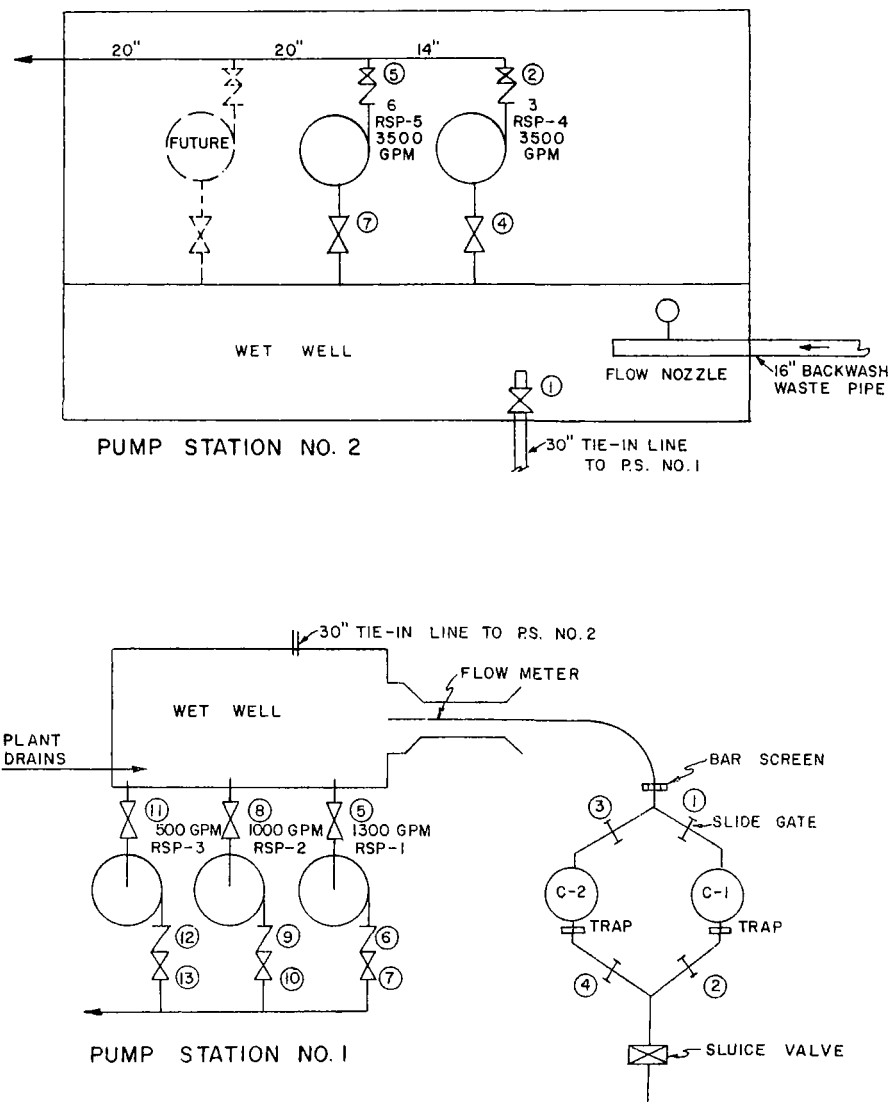 20" 20" 14"
⑤ ②
6 3
RSP-5 RSP-4
3500 3500
GPM GPM
FUTURE
⑦ ④
WET WELL
FLOW NOZZLE
16" BACKWASH
WASTE PIPE
①
PUMP STATION NO. 2
30" TIE-IN LINE
TO P.S. NO.1
30" TIE-IN LINE TO P.S. NO.2
FLOW METER
WET WELL
PLANT
DRAINS
BAR SCREEN
③ ①
SLIDE GATE
⑪ ⑧ ⑤
500 GPM 1000 GPM 1300 GPM
RSP-3 RSP-2 RSP-1
C-2 C-1
TRAP TRAP
⑫ ⑨ ⑥
⑬ ⑩ ⑦
④ ②
PUMP STATION NO.1
SLUICE VALVE